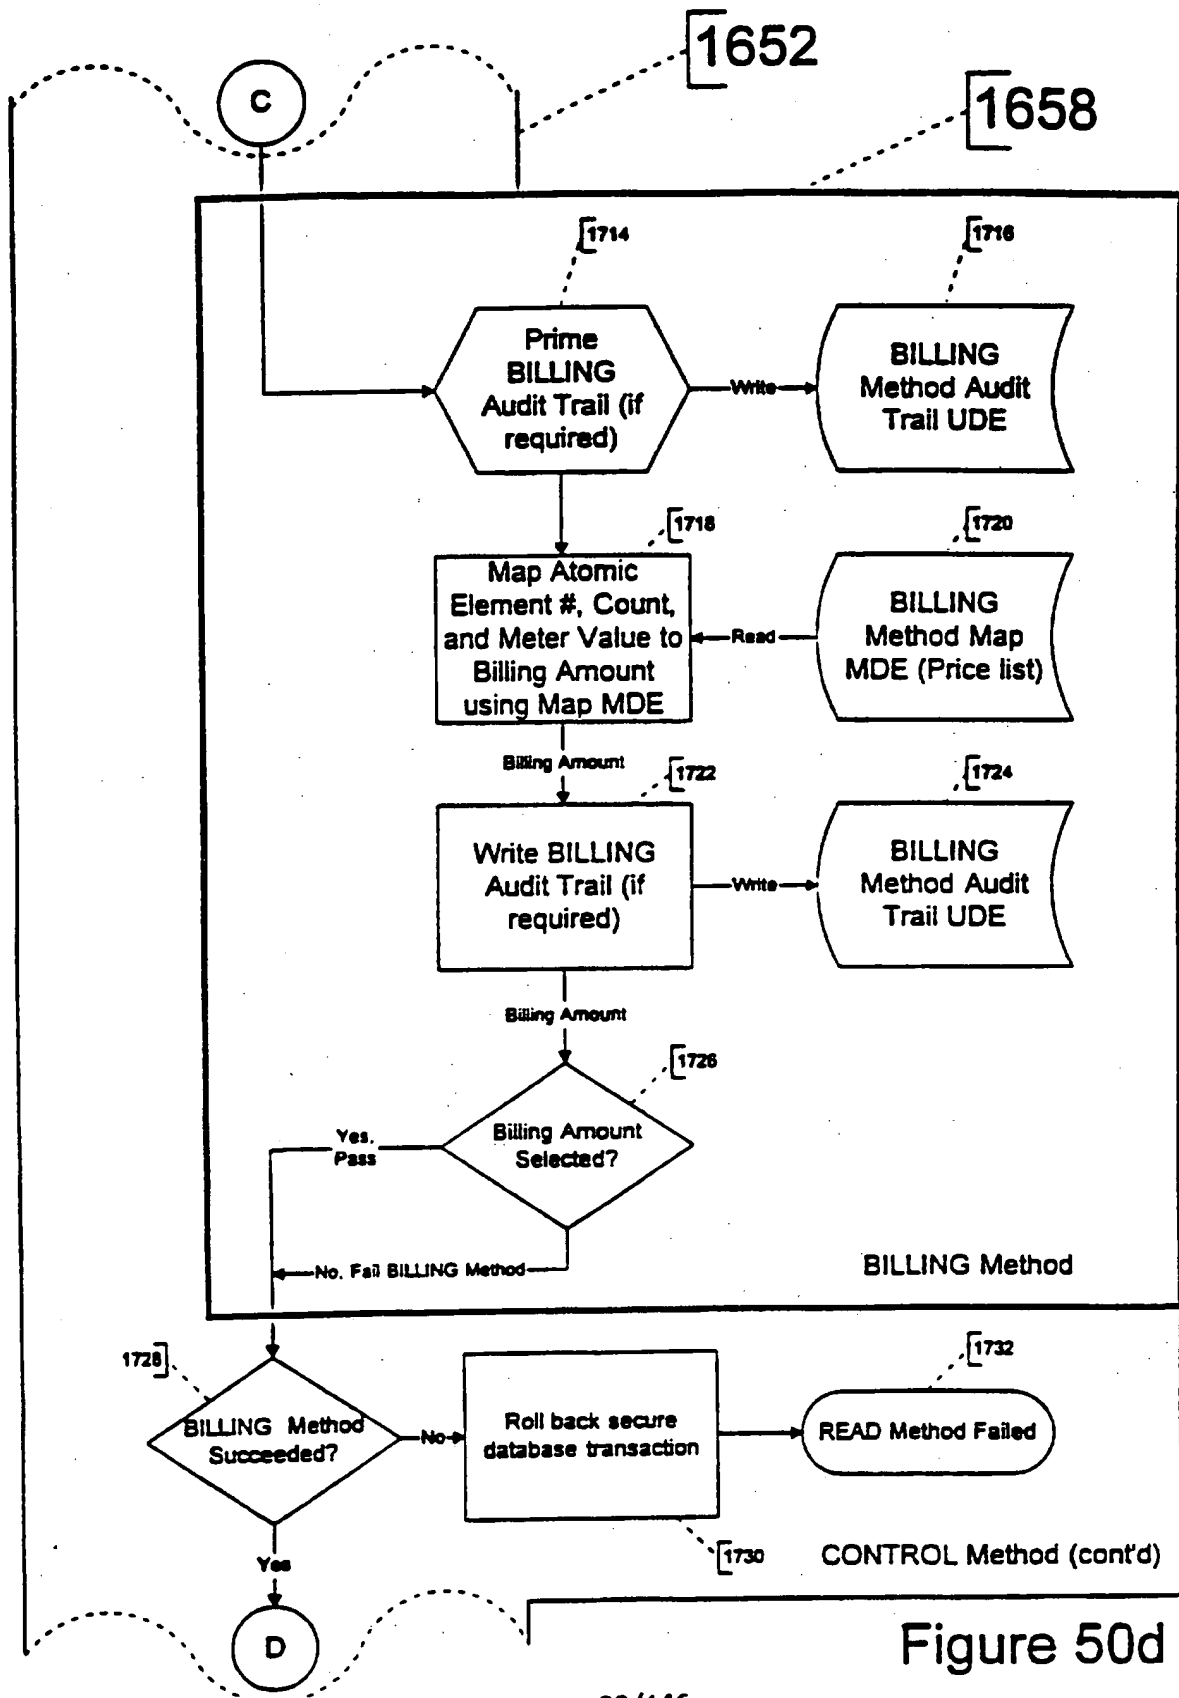 1652
C
1658
1714
1716
Prime
BILLING
Audit Trail (if
required)
Write
BILLING
Method Audit
Trail UDE
1718
1720
Map Atomic
Element #, Count,
and Meter Value to
Billing Amount
using Map MDE
Read
BILLING
Method Map
MDE (Price list)
Billing Amount
1722
1724
Write BILLING
Audit Trail (if
required)
Write
BILLING
Method Audit
Trail UDE
Billing Amount
1726
Billing Amount
Selected?
Yes,
Pass
No, Fail BILLING Method
BILLING Method
1728
1732
BILLING Method
Succeeded?
No
Roll back secure
database transaction
READ Method Failed
1730
CONTROL Method (cont'd)
Yes
D
Figure 50d